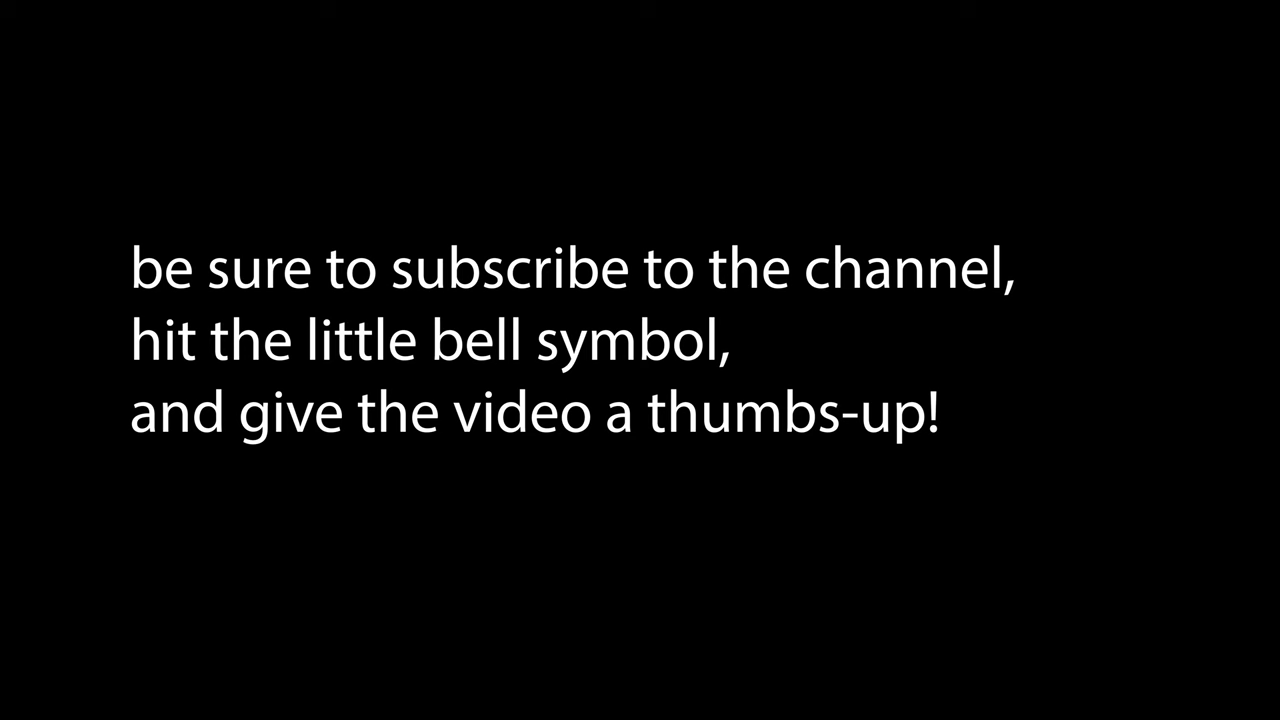 be sure to subscribe to the channel,
hit the little bell symbol,
and give the video a thumbs-up!